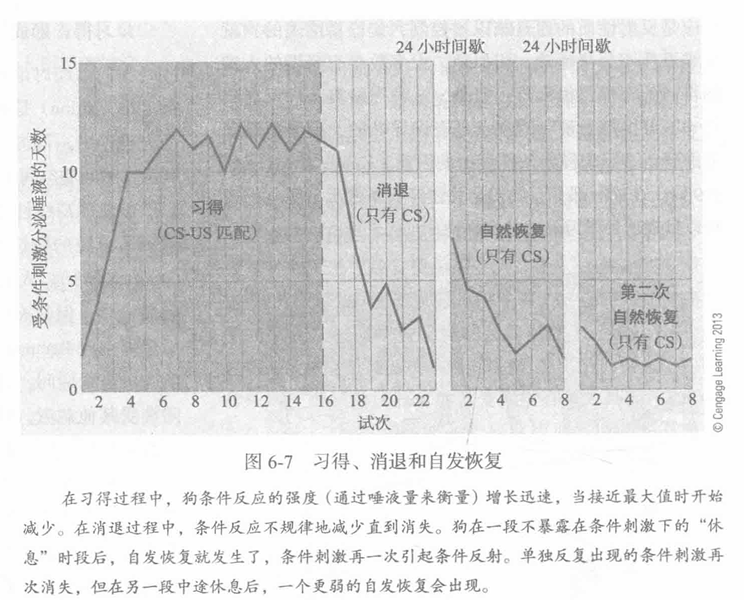 24 小时间歇 24 小时间歇
15
10
5
0
受条件刺激分泌唾液的天数
习得
(CS-US 匹配)
消退
(只有 CS)
自然恢复
(只有 CS)
第二次
自然恢复
(只有 CS)
2 4 6 8 10 12 14 16 18 20 22 2 4 6 8 2 4 6 8
试次
© Cengage Learning 2013
图 6-7 习得、消退和自发恢复
在习得过程中，狗条件反应的强度（通过唾液量来衡量）增长迅速，当接近最大值时开始
减少。在消退过程中，条件反应不规律地减少直到消失。狗在一段不暴露在条件刺激下的“休
息”时段后，自发恢复就发生了，条件刺激再一次引起条件反射。单独反复出现的条件刺激再
次消失，但在另一段中途休息后，一个更弱的自发恢复会出现。